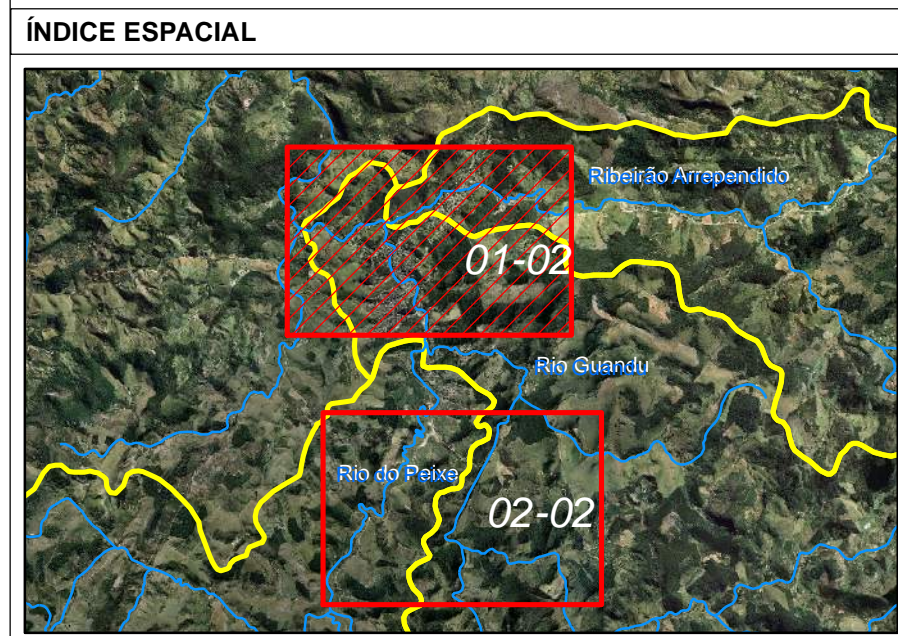 ÍNDICE ESPACIAL
Ribeirão Arrependido
01-02
Rio Guandu
Rio do Peixe
02-02